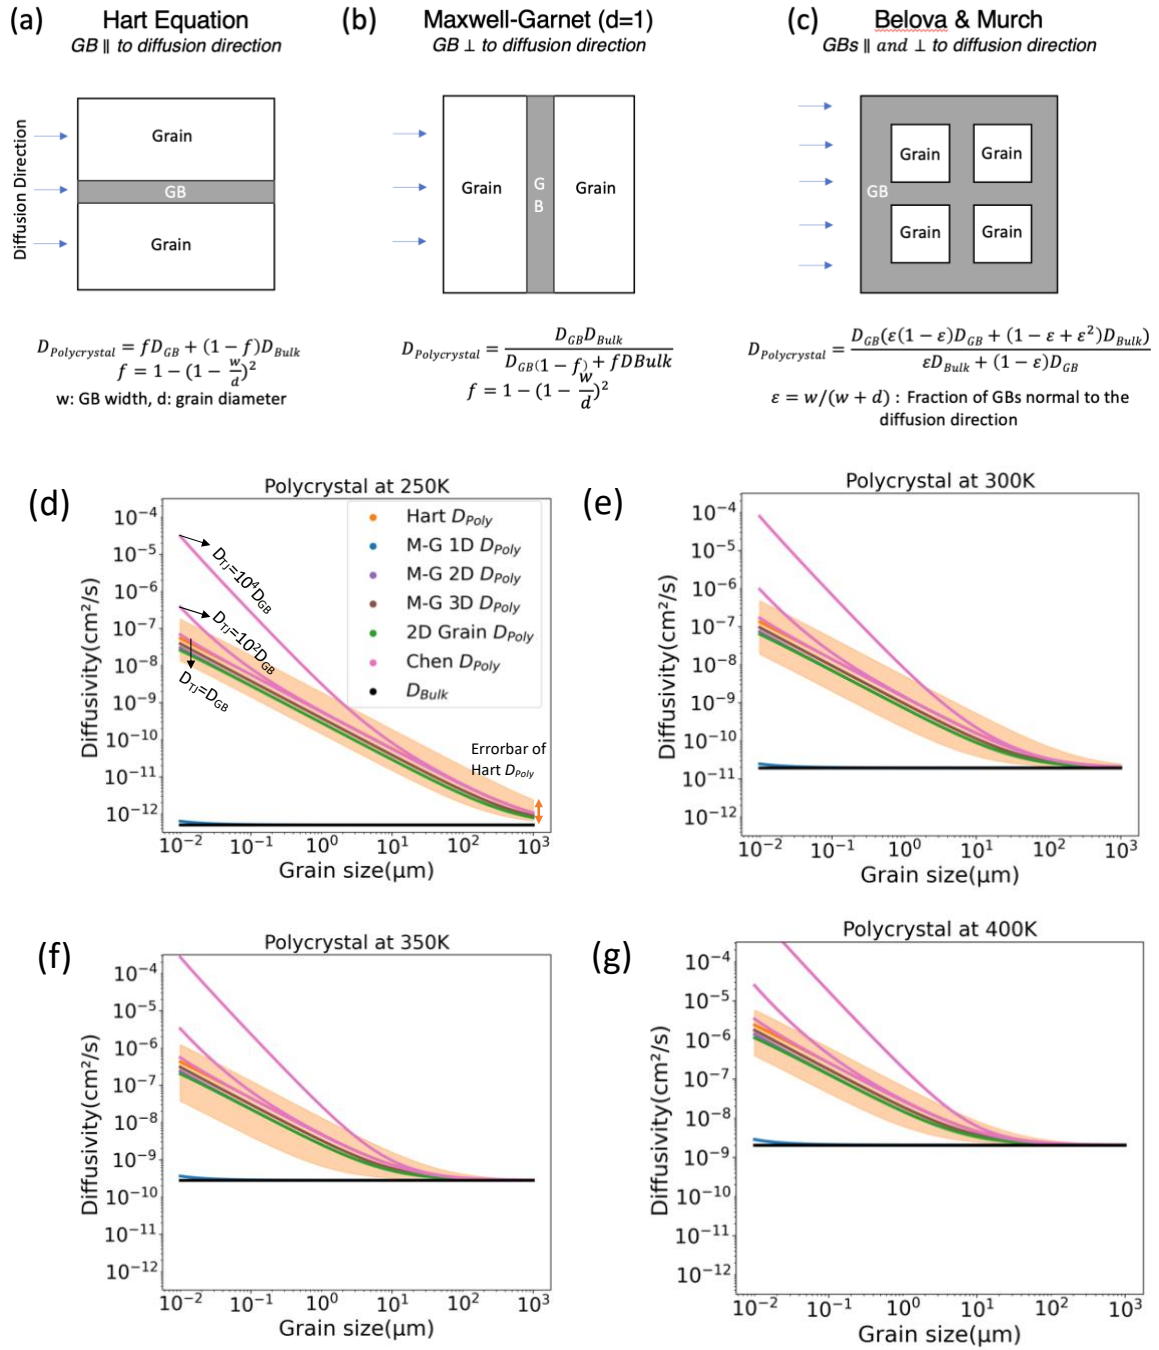 (a)
Hart Equation
GB ∥ to diffusion direction
Diffusion Direction
Grain
GB
Grain
D_Polycrystal = fD_GB + (1 − f)D_Bulk
f = 1 − (1 − w/d)²
w: GB width, d: grain diameter
(b)
Maxwell-Garnet (d=1)
GB ⊥ to diffusion direction
Grain
G
B
Grain
D_Polycrystal = D_GB D_Bulk / D_GB(1 − f) + fDBulk
f = 1 − (1 − w/d)²
(c)
Belova & Murch
GBs ∥ and ⊥ to diffusion direction
Grain
Grain
GB
Grain
Grain
D_Polycrystal = D_GB(ε(1 − ε)D_GB + (1 − ε + ε²)D_Bulk) / εD_Bulk + (1 − ε)D_GB
ε = w/(w + d) : Fraction of GBs normal to the
diffusion direction
(d)
Polycrystal at 250K
Diffusivity(cm²/s)
10⁻⁴
10⁻⁵
10⁻⁶
10⁻⁷
10⁻⁸
10⁻⁹
10⁻¹⁰
10⁻¹¹
10⁻¹²
D_TJ=10⁴D_GB
D_TJ=10²D_GB
D_TJ=D_GB
Hart D_Poly
M-G 1D D_Poly
M-G 2D D_Poly
M-G 3D D_Poly
2D Grain D_Poly
Chen D_Poly
D_Bulk
Errorbar of
Hart D_Poly
10⁻² 10⁻¹ 10⁰ 10¹ 10² 10³
Grain size(μm)
(e)
Polycrystal at 300K
Diffusivity(cm²/s)
10⁻⁴
10⁻⁵
10⁻⁶
10⁻⁷
10⁻⁸
10⁻⁹
10⁻¹⁰
10⁻¹¹
10⁻¹²
10⁻² 10⁻¹ 10⁰ 10¹ 10² 10³
Grain size(μm)
(f)
Polycrystal at 350K
Diffusivity(cm²/s)
10⁻⁴
10⁻⁵
10⁻⁶
10⁻⁷
10⁻⁸
10⁻⁹
10⁻¹⁰
10⁻¹¹
10⁻¹²
10⁻² 10⁻¹ 10⁰ 10¹ 10² 10³
Grain size(μm)
(g)
Polycrystal at 400K
Diffusivity(cm²/s)
10⁻⁴
10⁻⁵
10⁻⁶
10⁻⁷
10⁻⁸
10⁻⁹
10⁻¹⁰
10⁻¹¹
10⁻¹²
10⁻² 10⁻¹ 10⁰ 10¹ 10² 10³
Grain size(μm)